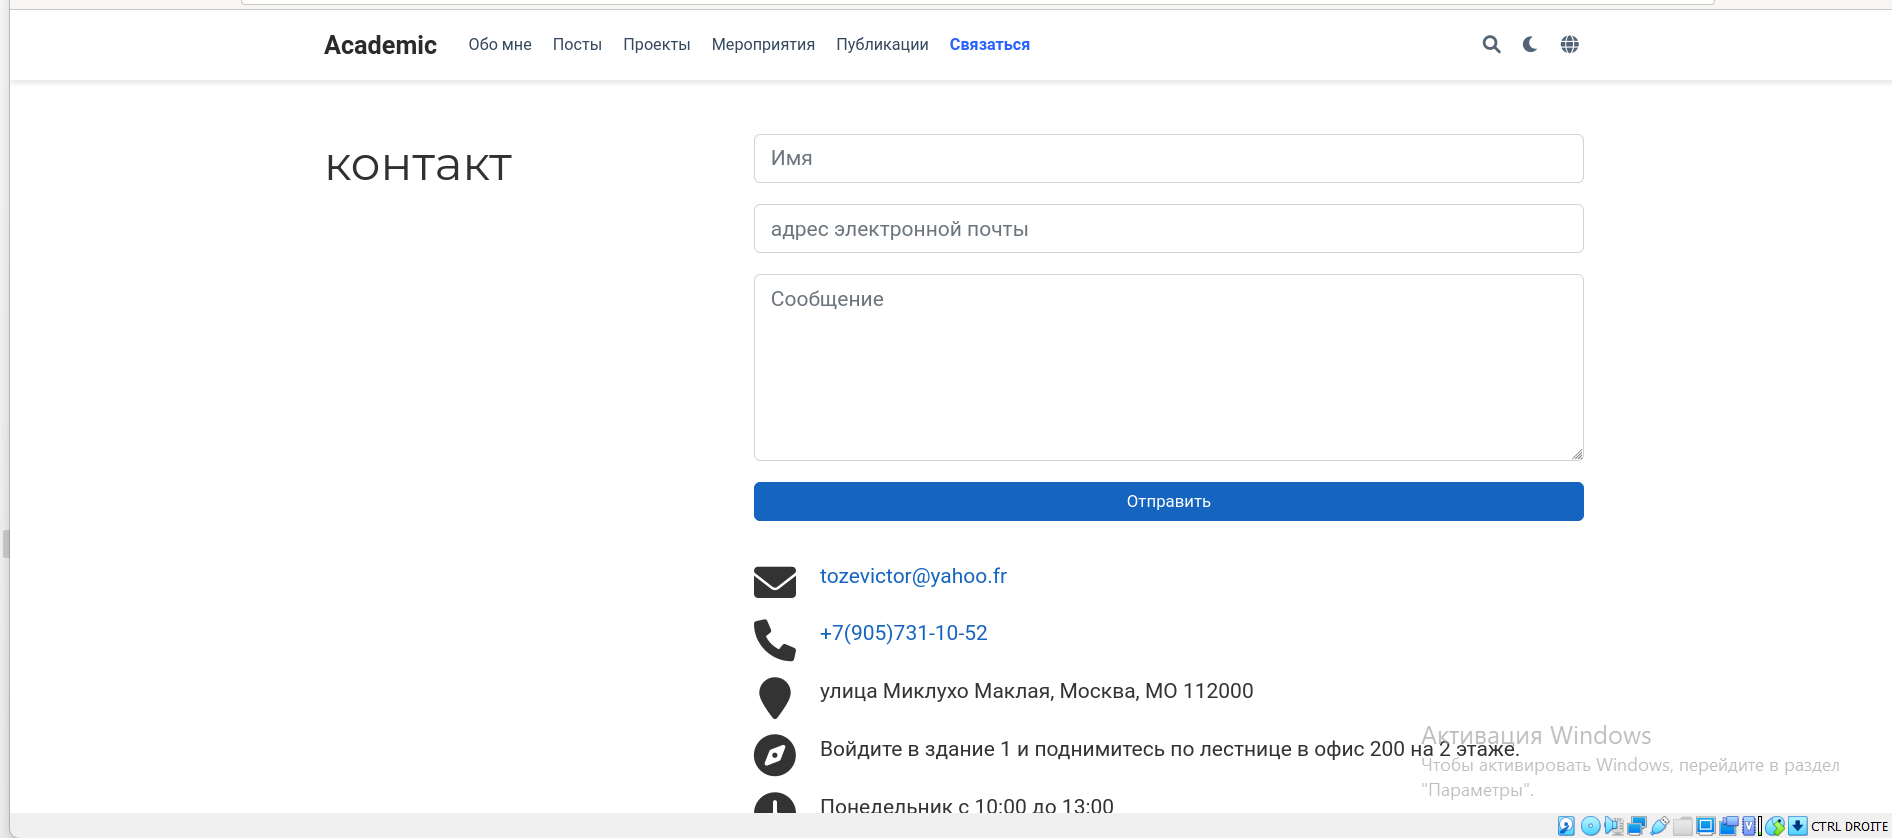 Academic Обо мне Посты Проекты Мероприятия Публикации Связаться
контакт
Имя
адрес электронной почты
Сообщение
Отправить
tozevictor@yahoo.fr
+7(905)731-10-52
улица Миклухо Маклая, Москва, МО 112000
Войдите в здание 1 и поднимитесь по лестнице в офис 200 на 2 этаже.
Понедельник с 10:00 до 13:00
Активация Windows
Чтобы активировать Windows, перейдите в раздел
"Параметры".
CTRL DROITE